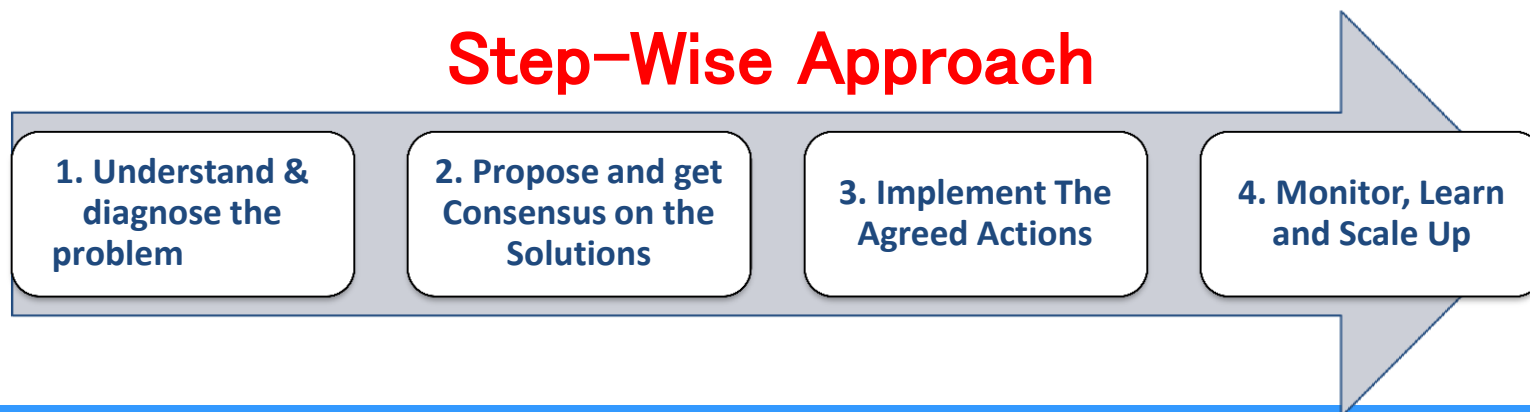 Step-Wise Approach
1. Understand &
diagnose the
problem
2. Propose and get
Consensus on the
Solutions
3. Implement The
Agreed Actions
4. Monitor, Learn
and Scale Up